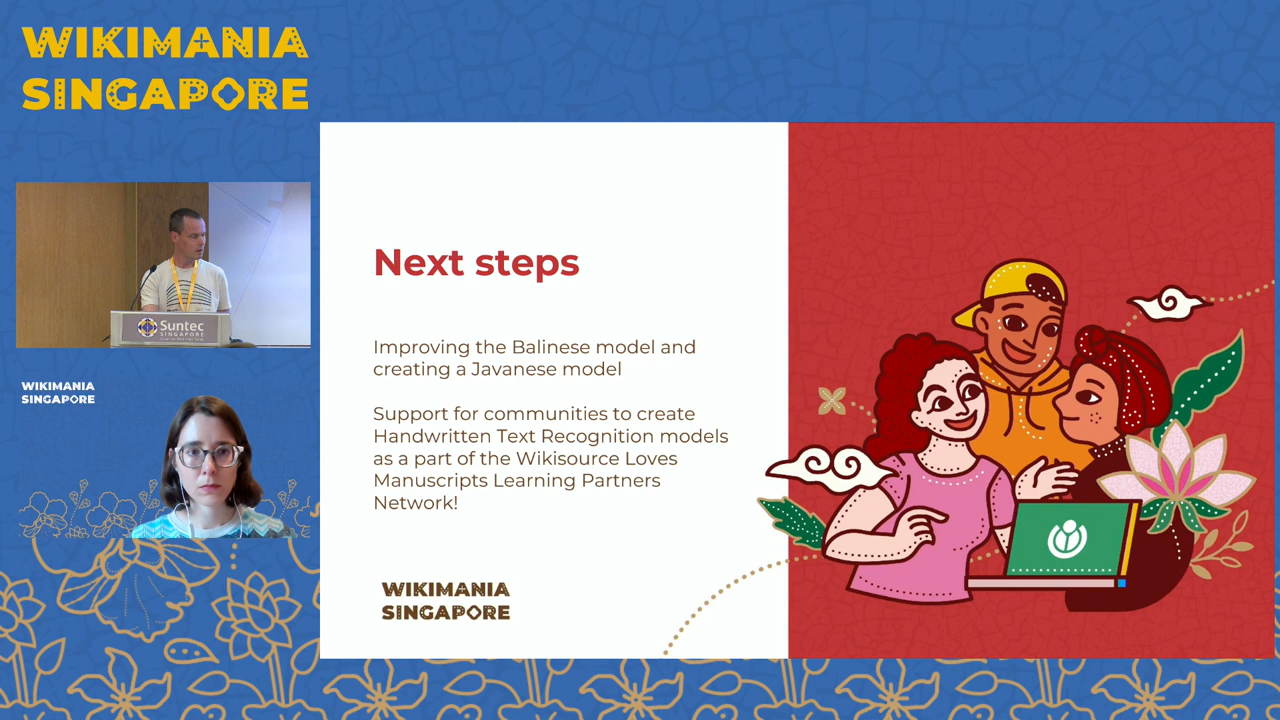 WIKIMANIA
SINGAPORE
Suntec
SINGAPORE
WIKIMANIA
SINGAPORE
Next steps
Improving the Balinese model and
creating a Javanese model
Support for communities to create
Handwritten Text Recognition models
as a part of the Wikisource Loves
Manuscripts Learning Partners
Network!
WIKIMANIA
SINGAPORE